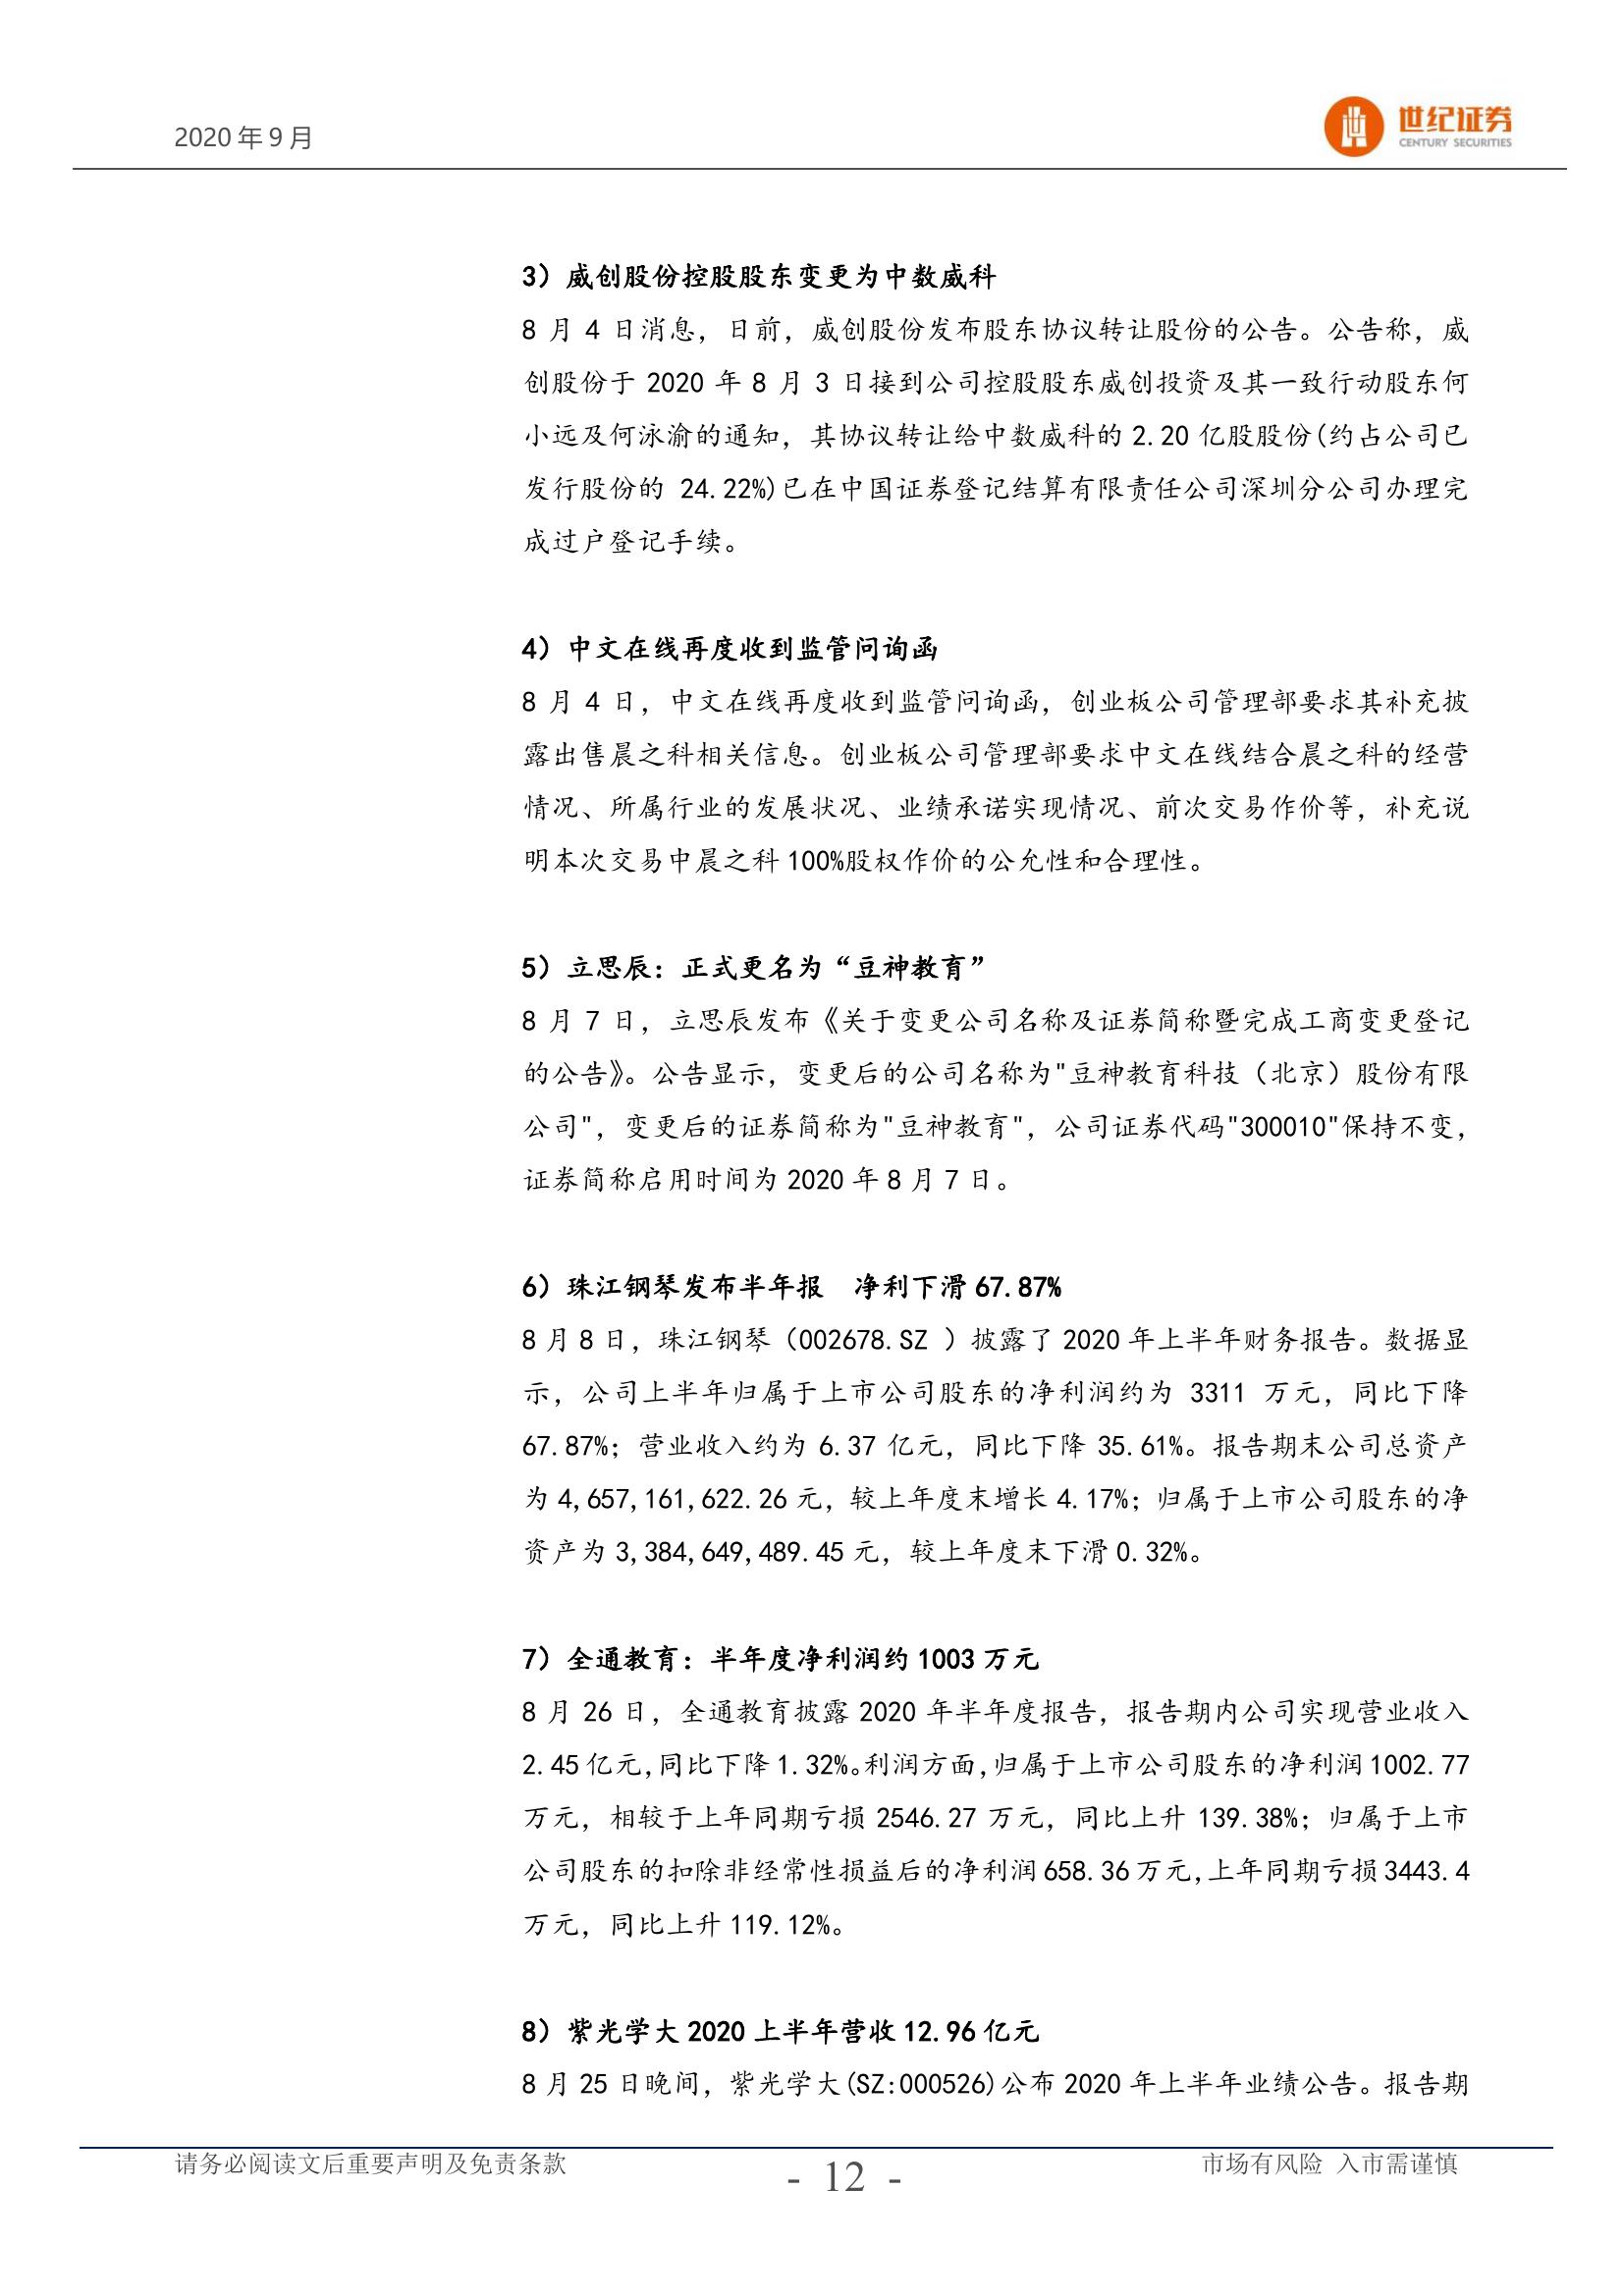 2020年9月
世纪证券
CENTURY SECURITIES
3）威创股份控股股东变更为中数威科
8 月 4 日消息，日前，威创股份发布股东协议转让股份的公告。公告称，威
创股份于 2020 年 8 月 3 日接到公司控股股东威创投资及其一致行动股东何
小远及何泳渝的通知，其协议转让给中数威科的 2.20 亿股股份(约占公司已
发行股份的 24.22%)已在中国证券登记结算有限责任公司深圳分公司办理完
成过户登记手续。
4）中文在线再度收到监管问询函
8 月 4 日，中文在线再度收到监管问询函，创业板公司管理部要求其补充披
露出售晨之科相关信息。创业板公司管理部要求中文在线结合晨之科的经营
情况、所属行业的发展状况、业绩承诺实现情况、前次交易作价等，补充说
明本次交易中晨之科 100%股权作价的公允性和合理性。
5）立思辰：正式更名为“豆神教育”
8 月 7 日，立思辰发布《关于变更公司名称及证券简称暨完成工商变更登记
的公告》。公告显示，变更后的公司名称为"豆神教育科技（北京）股份有限
公司"，变更后的证券简称为"豆神教育"，公司证券代码"300010"保持不变，
证券简称启用时间为 2020 年 8 月 7 日。
6）珠江钢琴发布半年报　净利下滑 67.87%
8 月 8 日，珠江钢琴（002678.SZ ）披露了 2020 年上半年财务报告。数据显
示，公司上半年归属于上市公司股东的净利润约为 3311 万元，同比下降
67.87%；营业收入约为 6.37 亿元，同比下降 35.61%。报告期末公司总资产
为 4,657,161,622.26 元，较上年度末增长 4.17%；归属于上市公司股东的净
资产为 3,384,649,489.45 元，较上年度末下滑 0.32%。
7）全通教育：半年度净利润约 1003 万元
8 月 26 日，全通教育披露 2020 年半年度报告，报告期内公司实现营业收入
2.45 亿元,同比下降 1.32%。利润方面,归属于上市公司股东的净利润 1002.77
万元，相较于上年同期亏损 2546.27 万元，同比上升 139.38%；归属于上市
公司股东的扣除非经常性损益后的净利润 658.36 万元,上年同期亏损 3443.4
万元，同比上升 119.12%。
8）紫光学大 2020 上半年营收 12.96 亿元
8 月 25 日晚间，紫光学大(SZ:000526)公布 2020 年上半年业绩公告。报告期
请务必阅读文后重要声明及免责条款
- 12 -
市场有风险 入市需谨慎